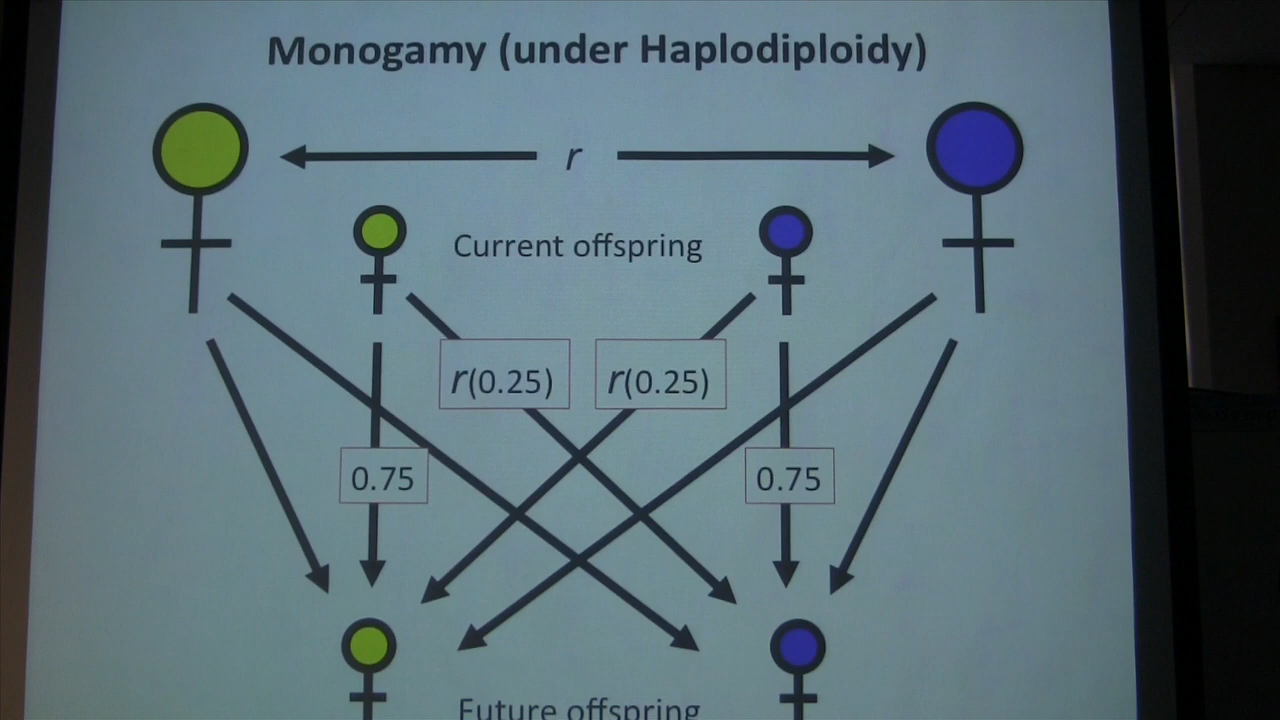 Monogamy (under Haplodiploidy)
r
Current offspring
r(0.25) r(0.25)
0.75 0.75
Future offspring